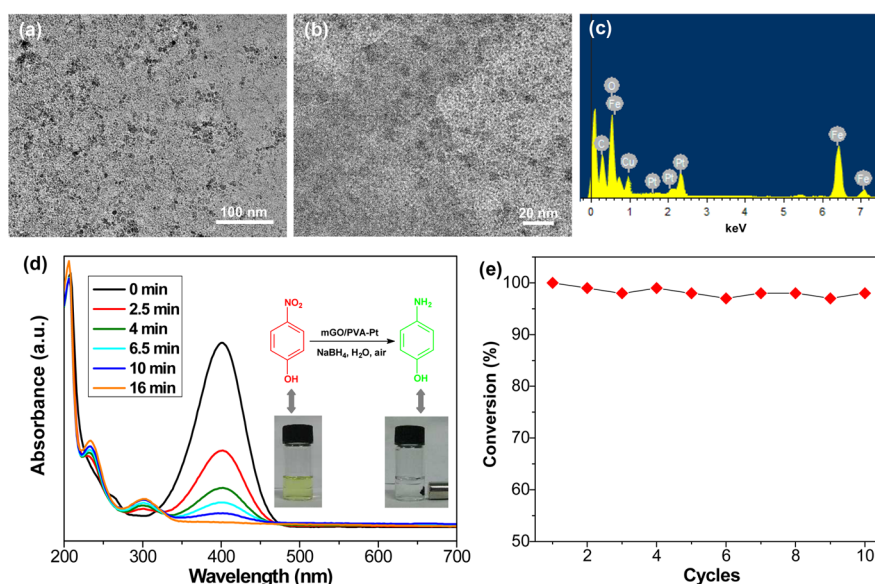 (a)
100 nm
(b)
20 nm
(c)
O
Fe
C
Cu
Pt
Pt
Pt
Fe
Fe
0 1 2 3 4 5 6 7
keV
(d)
0 min
2.5 min
4 min
6.5 min
10 min
16 min
NO₂
OH
mGO/PVA-Pt
NaBH₄, H₂O, air
NH₂
OH
Absorbance (a.u.)
200 300 400 500 600 700
Wavelength (nm)
(e)
100
90
80
70
60
50
Conversion (%)
2 4 6 8 10
Cycles